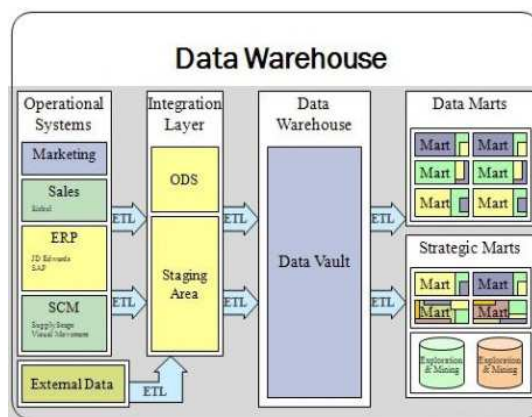 Data Warehouse
Operational
Systems
Marketing
Sales
ERP
JD Edwards
SAP
SCM
Visual Movement
External Data
ETL
ETL
ETL
Integration
Layer
ODS
Staging
Area
ETL
ETL
Data
Warehouse
Data Vault
ETL
ETL
Data Marts
Mart
Mart
Mart
Mart
Mart
Mart
Strategic Marts
Mart
Mart
Mart
Mart
Exploration
& Mining
Exploration
& Mining